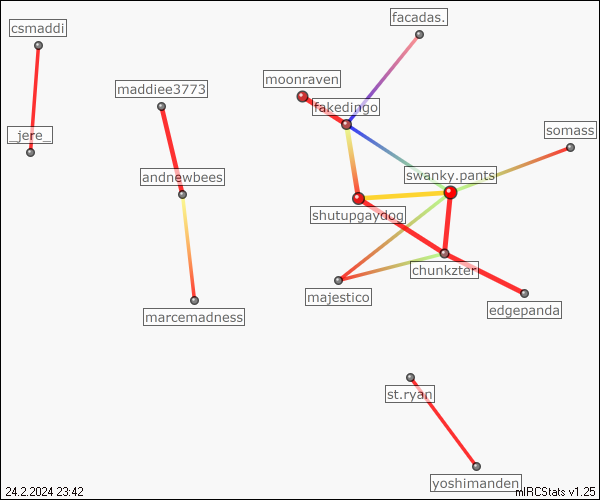 facadas.
csmaddi
moonraven
maddiee3773
fakedingo
somass
_jere_
swanky.pants
andnewbees
shutupgaydog
chunkzter
majestico
edgepanda
marcemadness
st.ryan
yoshimanden
24.2.2024 23:42
mIRCStats v1.25